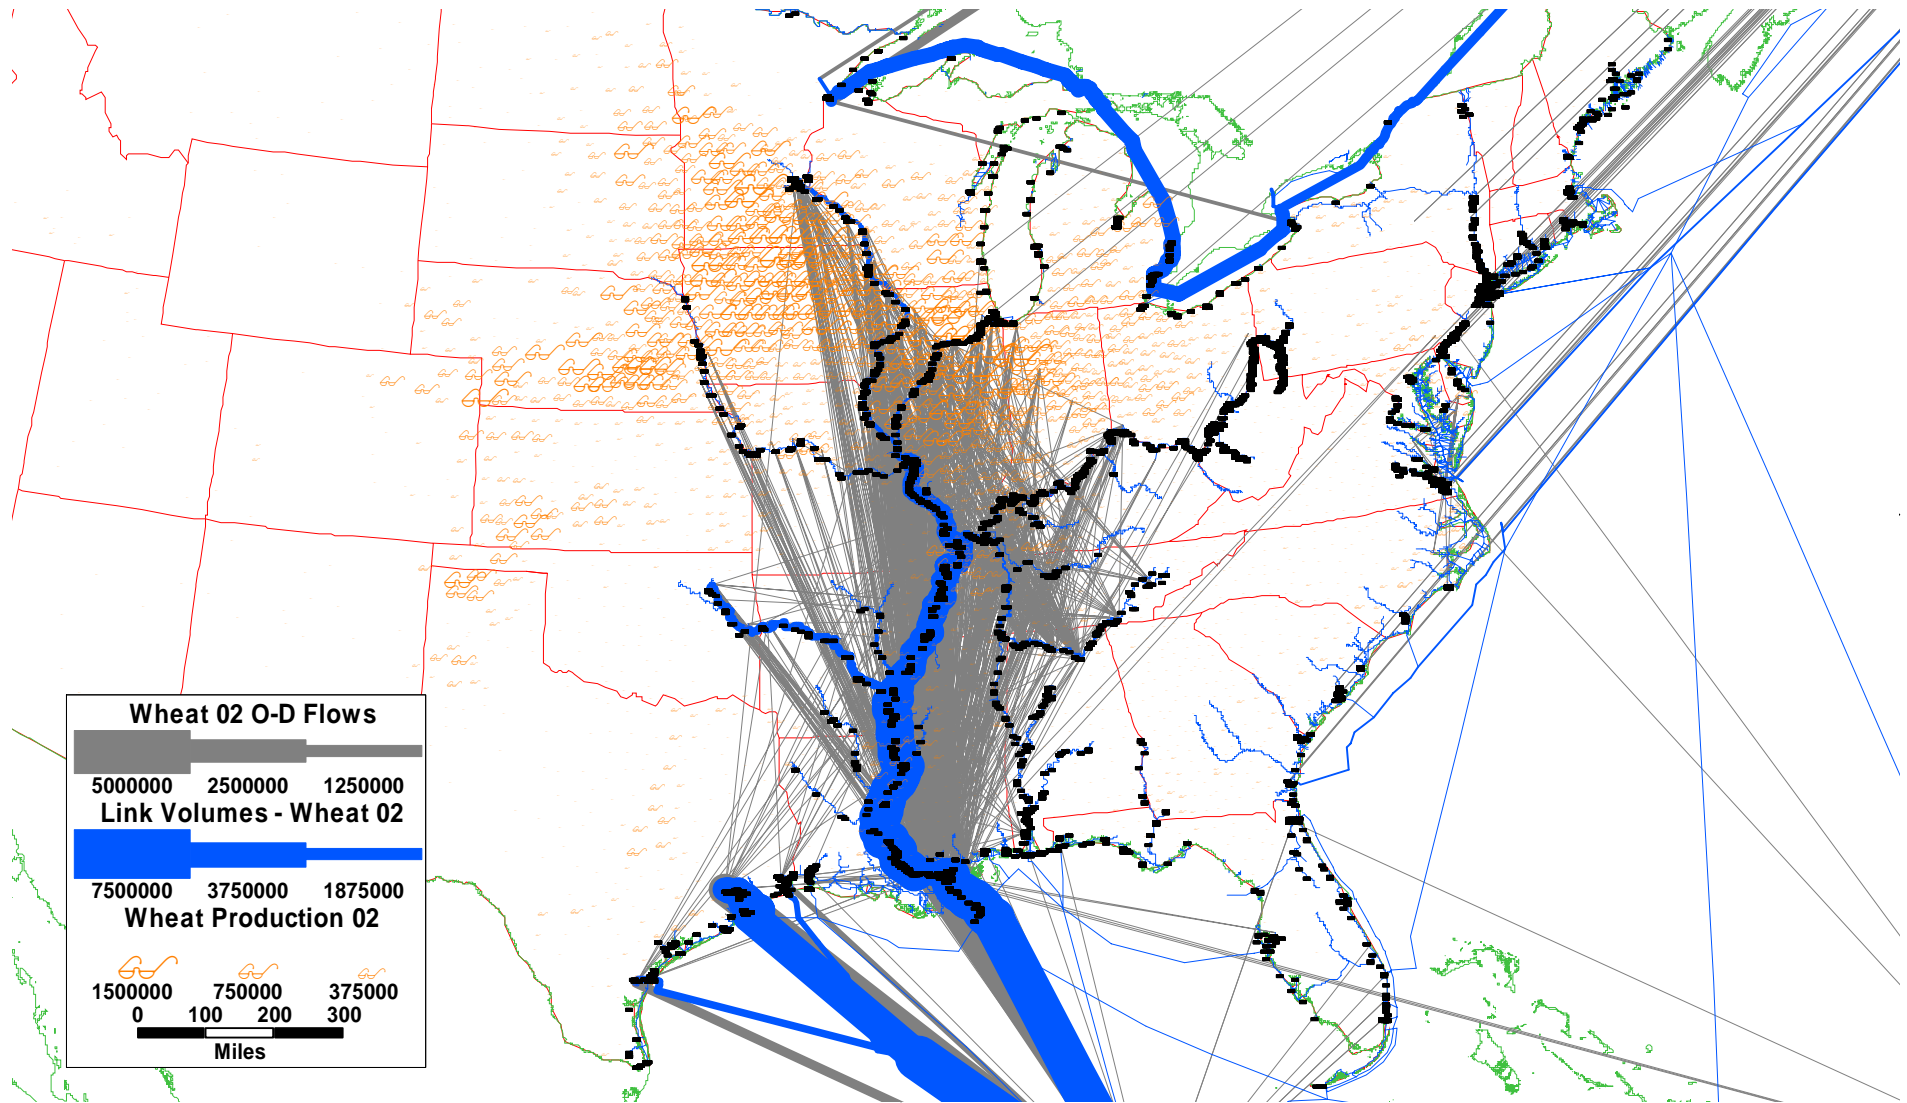 Wheat 02 O-D Flows
5000000 2500000 1250000
Link Volumes - Wheat 02
7500000 3750000 1875000
Wheat Production 02
1500000 750000 375000
0 100 200 300
Miles